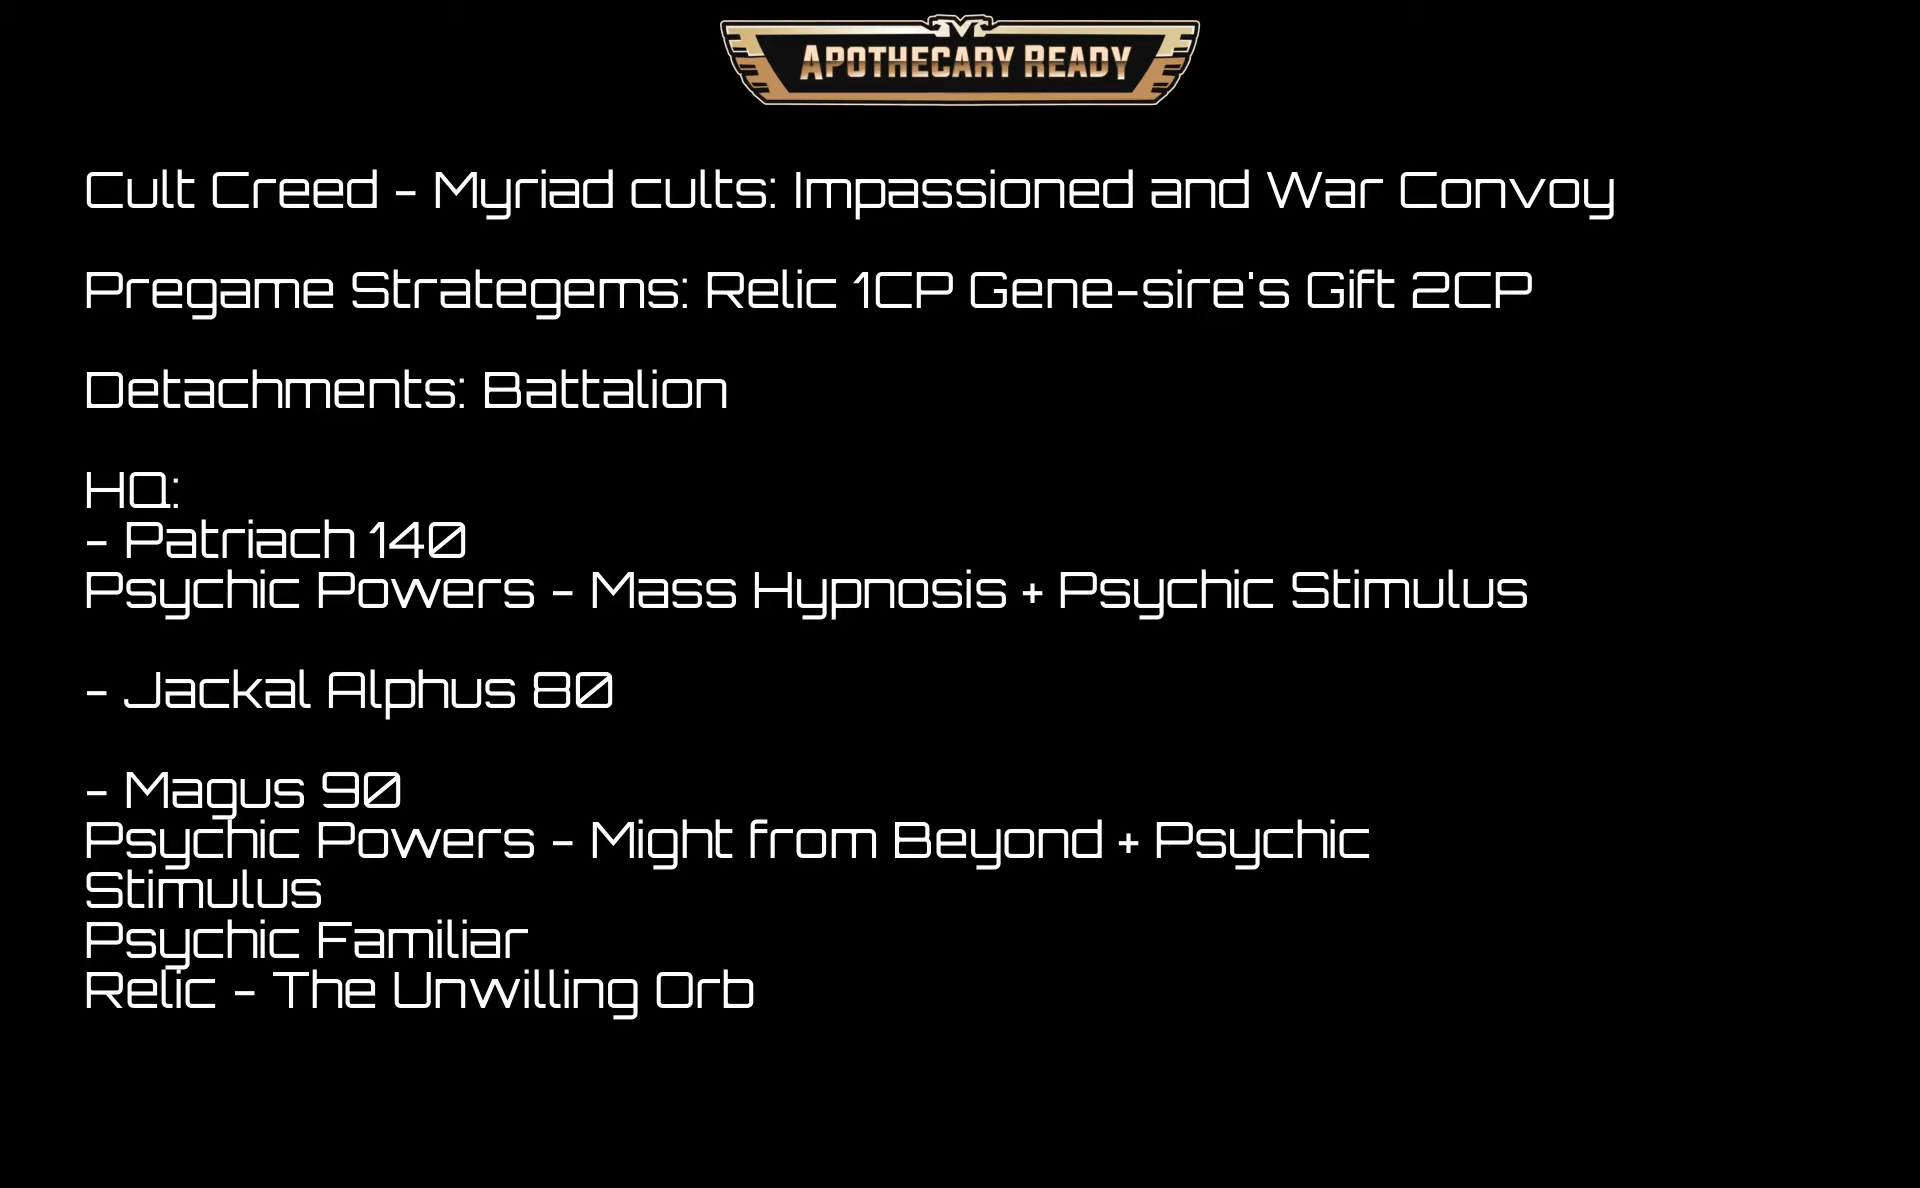 APOTHECARY READY
Cult Creed - Myriad cults: Impassioned and War Convoy
Pregame Strategems: Relic 1CP Gene-sire's Gift 2CP
Detachments: Battalion
HQ:
- Patriach 140
Psychic Powers - Mass Hypnosis + Psychic Stimulus
- Jackal Alphus 80
- Magus 90
Psychic Powers - Might from Beyond + Psychic
Stimulus
Psychic Familiar
Relic - The Unwilling Orb